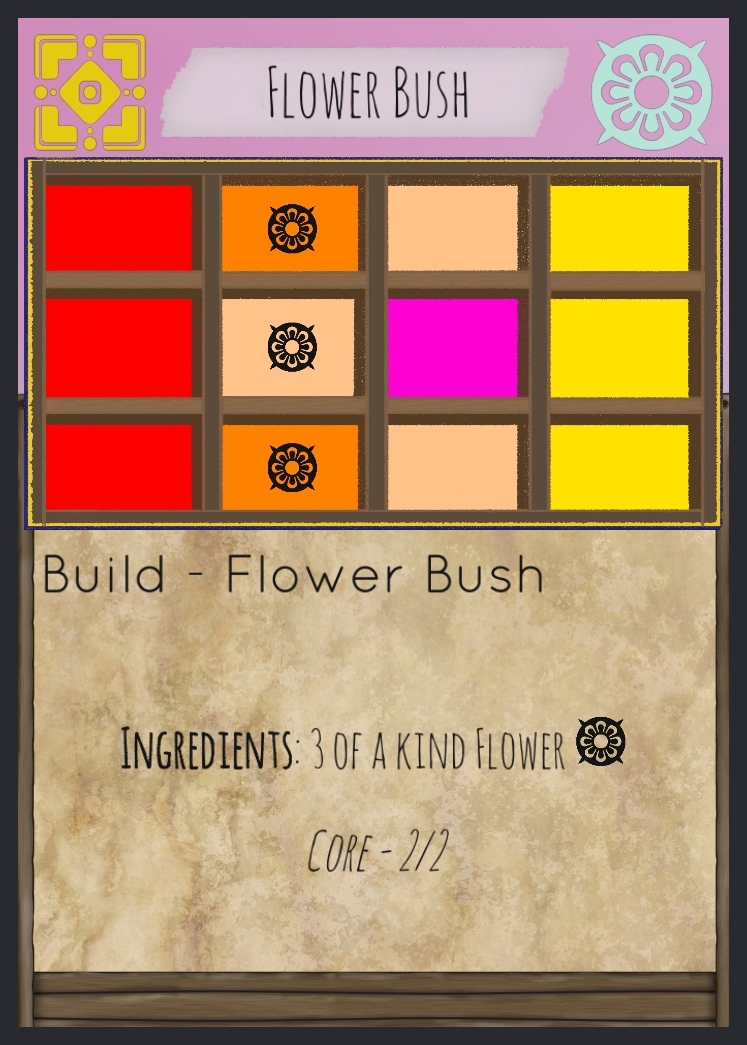 Flower Bush
Build - Flower Bush
Ingredients: 3 of a kind Flower
Core - 2/2